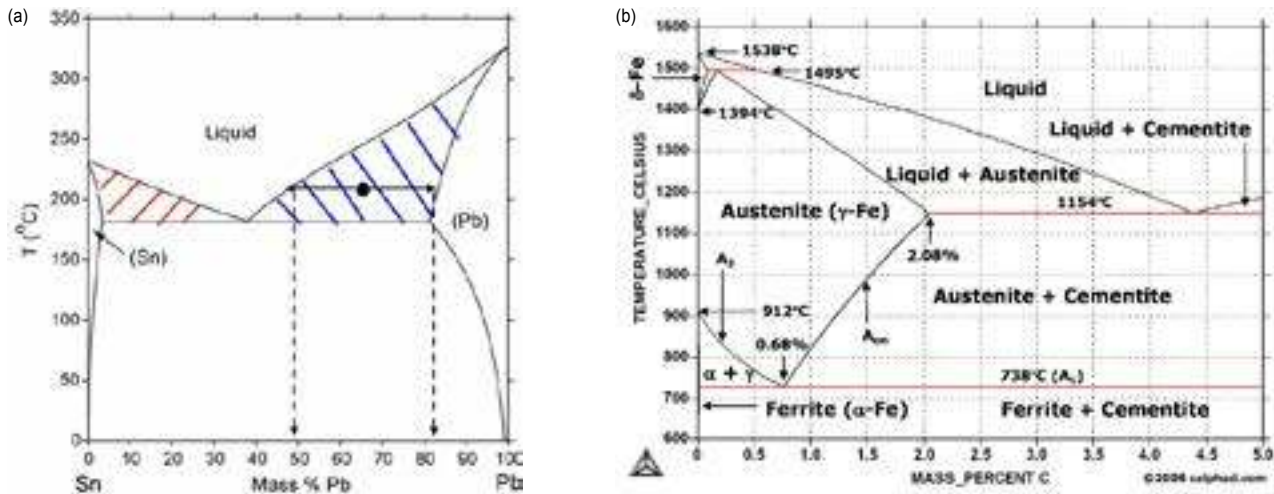 (a)
350
300
250
200
150
100
50
0
T (°C)
Liquid
(Sn)
(Pb)
0 10 20 30 40 50 60 70 80 90 100
Sn Mass % Pb Pb
(b)
1600
1500
1400
1300
1200
1100
1000
900
800
700
600
TEMPERATURE_CELSIUS
δ-Fe
1538°C
1495°C
1394°C
Liquid
Liquid + Cementite
Liquid + Austenite
1154°C
Austenite (γ-Fe)
2.08%
A₃
Austenite + Cementite
912°C
Acm
0.68%
α + γ
738°C (A₁)
Ferrite (α-Fe)
Ferrite + Cementite
0 0.5 1.0 1.5 2.0 2.5 3.0 3.5 4.0 4.5 5.0
MASS_PERCENT C
©2006 calphad.com